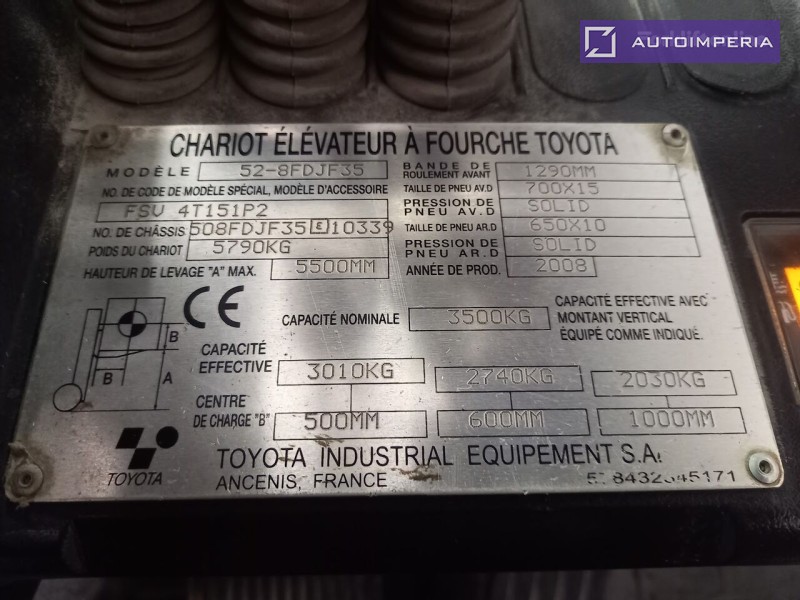 AUTOIMPERIA
CHARIOT ÉLÉVATEUR À FOURCHE TOYOTA
MODÈLE 52-8FDJF35
NO. DE CODE DE MODÈLE SPÉCIAL, MODÈLE D'ACCESSOIRE
FSV 4T151P2
NO. DE CHÂSSIS 508FDJF35 E 10339
POIDS DU CHARIOT 5790KG
HAUTEUR DE LEVAGE "A" MAX. 5500MM
BANDE DE ROULEMENT AVANT 1290MM
TAILLE DE PNEU AV.D 700X15
PRESSION DE PNEU AV.D SOLID
TAILLE DE PNEU AR.D 650X10
PRESSION DE PNEU AR.D SOLID
ANNÉE DE PROD. 2008
B
B A
CE
CAPACITÉ NOMINALE 3500KG
CAPACITÉ EFFECTIVE AVEC
MONTANT VERTICAL
ÉQUIPÉ COMME INDIQUÉ.
CAPACITÉ EFFECTIVE 3010KG 2740KG 2030KG
CENTRE DE CHARGE "B" 500MM 600MM 1000MM
TOYOTA
TOYOTA INDUSTRIAL EQUIPEMENT S.A.
ANCENIS, FRANCE